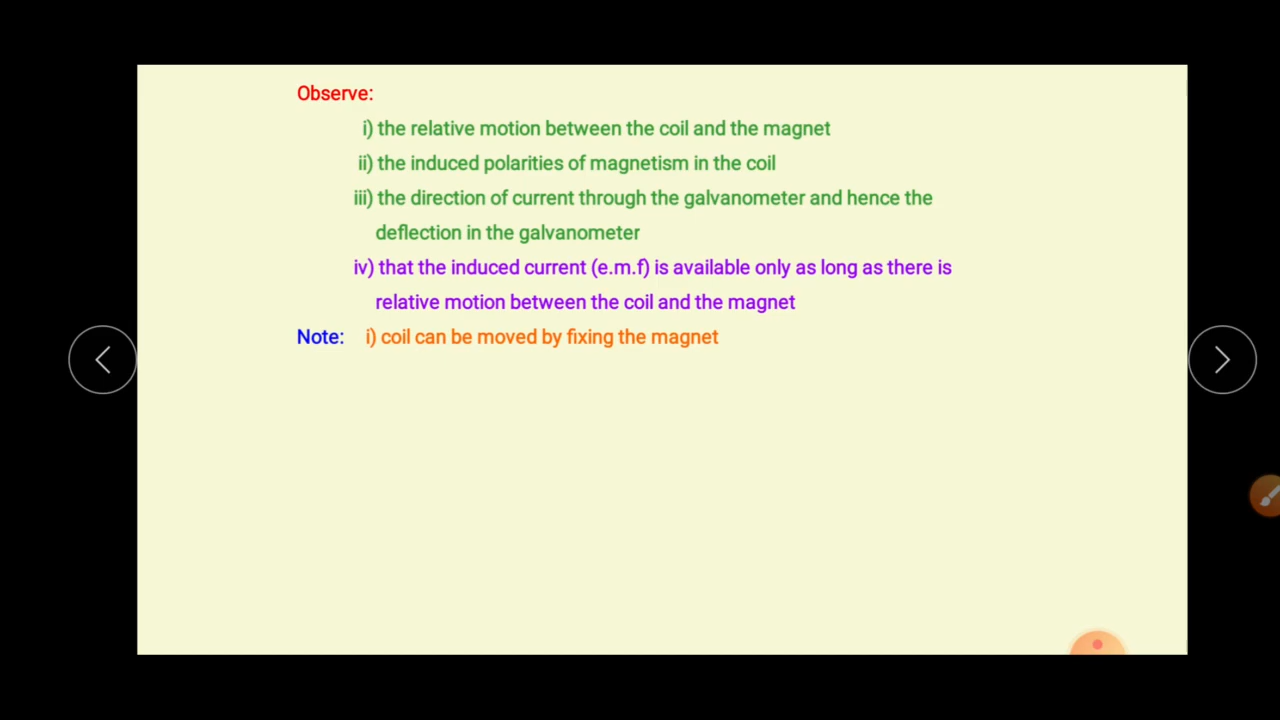 Observe:
i) the relative motion between the coil and the magnet
ii) the induced polarities of magnetism in the coil
iii) the direction of current through the galvanometer and hence the
deflection in the galvanometer
iv) that the induced current (e.m.f) is available only as long as there is
relative motion between the coil and the magnet
Note: i) coil can be moved by fixing the magnet